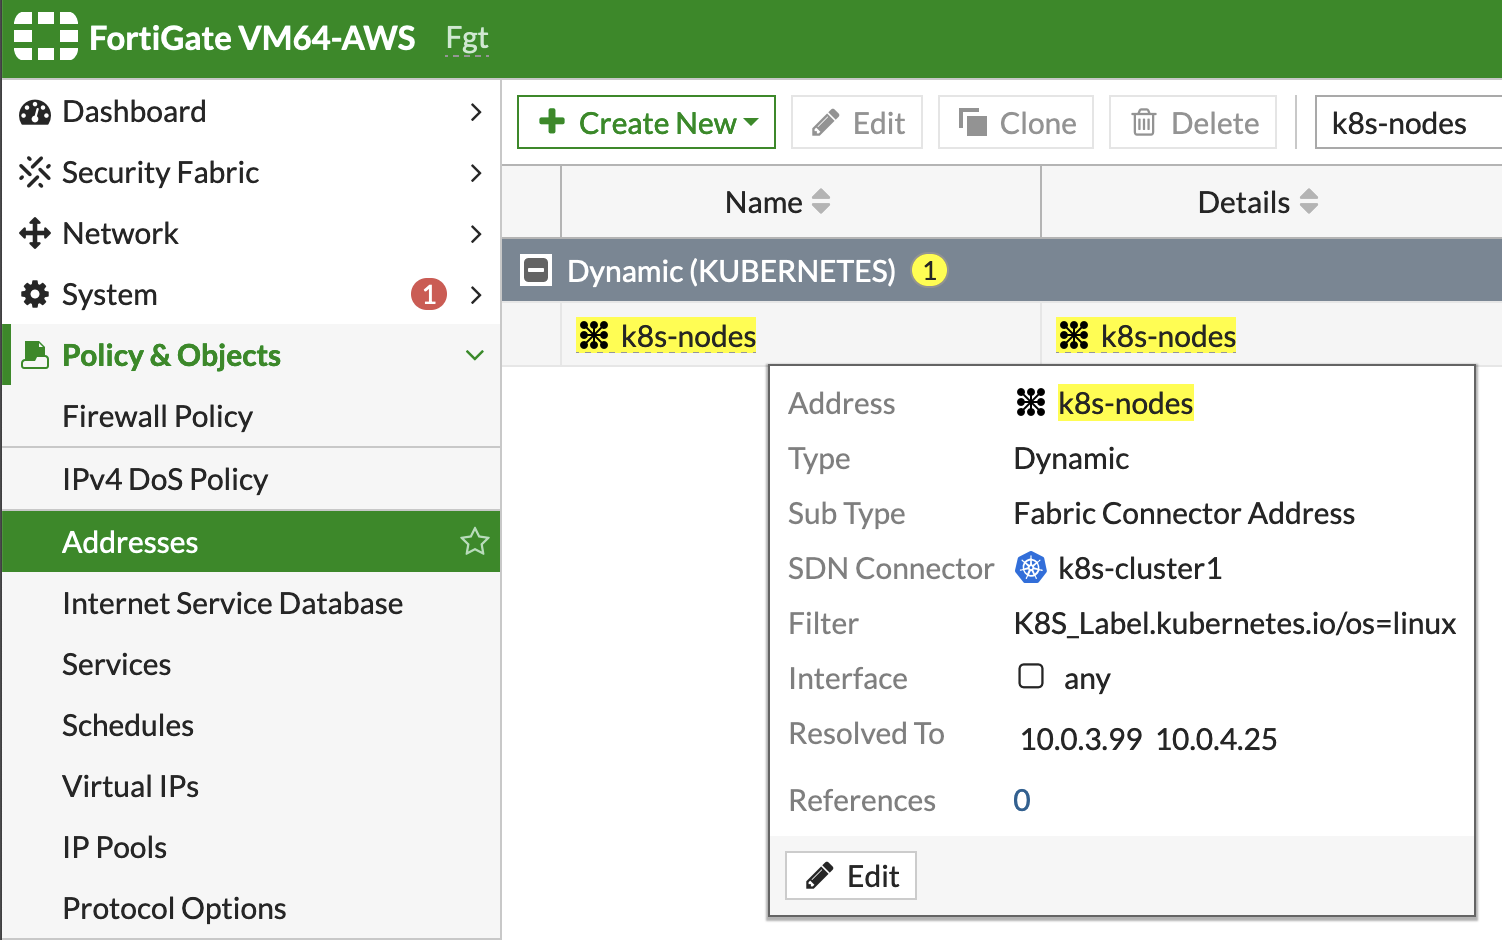 FortiGate VM64-AWS Fgt
Dashboard
Security Fabric
Network
System 1
Policy & Objects
Firewall Policy
IPv4 DoS Policy
Addresses
Internet Service Database
Services
Schedules
Virtual IPs
IP Pools
Protocol Options
Create New Edit Clone Delete k8s-nodes
Name Details
Dynamic (KUBERNETES) 1
k8s-nodes k8s-nodes
Address k8s-nodes
Type Dynamic
Sub Type Fabric Connector Address
SDN Connector k8s-cluster1
Filter K8S_Label.kubernetes.io/os=linux
Interface any
Resolved To 10.0.3.99 10.0.4.25
References 0
Edit